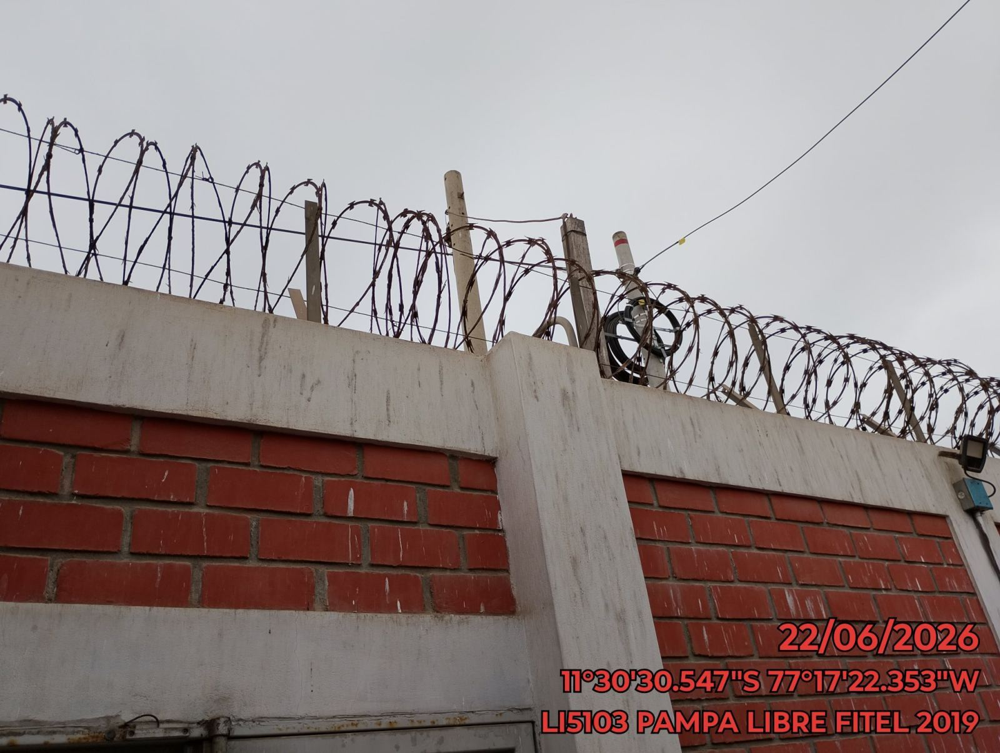 22/06/2026
11°30'30.547"S 77°17'22.353"W
LI5103 PAMPA LIBRE FITEL 2019